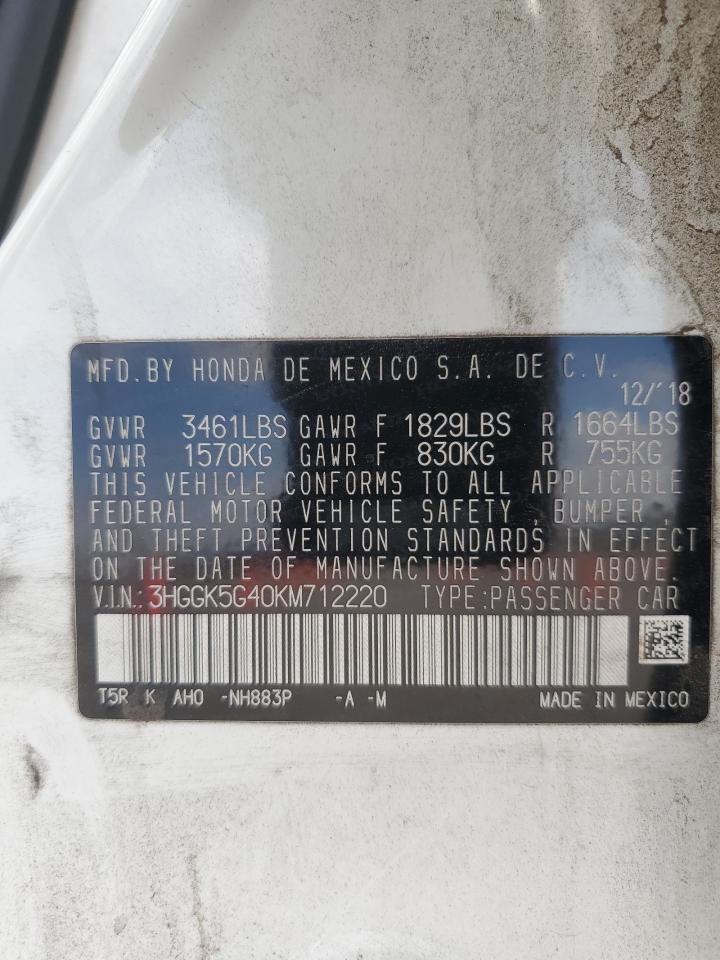 MFD.BY HONDA DE MEXICO S.A. DE C.V.
12/'18
GVWR 3461LBS GAWR F 1829LBS R 1664LBS
GVWR 1570KG GAWR F 830KG R 755KG
THIS VEHICLE CONFORMS TO ALL APPLICABLE
FEDERAL MOTOR VEHICLE SAFETY , BUMPER ,
AND THEFT PREVENTION STANDARDS IN EFFECT
ON THE DATE OF MANUFACTURE SHOWN ABOVE.
V.I.N.:3HGGK5G40KM712220 TYPE:PASSENGER CAR
T5R K AH0 -NH883P -A -M MADE IN MEXICO